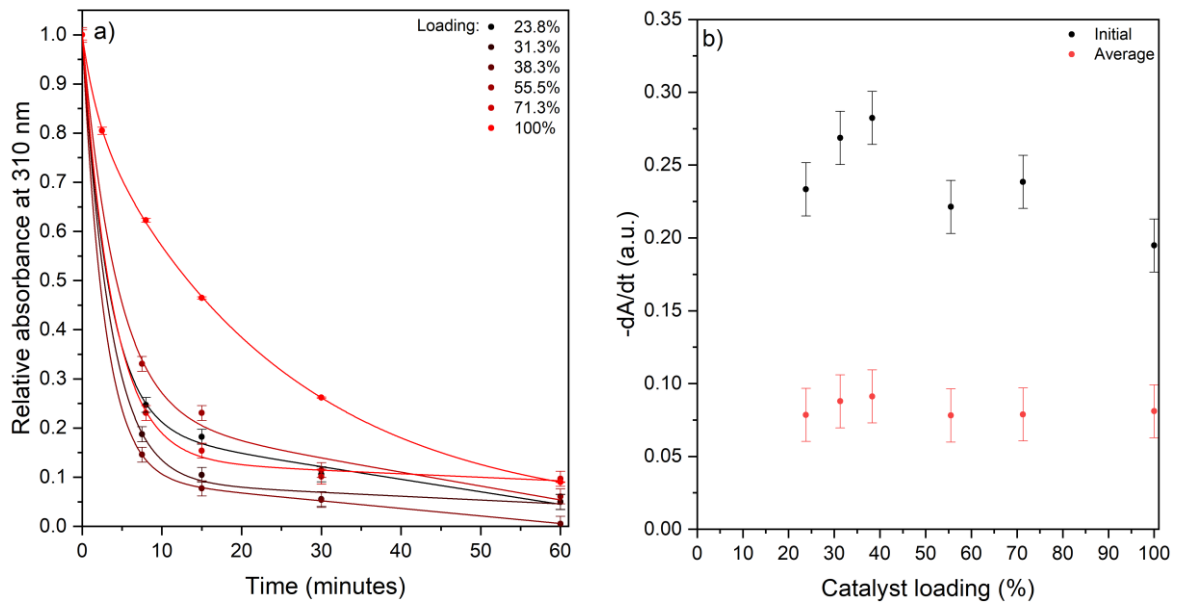 a)
Loading: 23.8%
31.3%
38.3%
55.5%
71.3%
100%
1.0
0.9
0.8
0.7
0.6
0.5
0.4
0.3
0.2
0.1
0.0
Relative absorbance at 310 nm
0 10 20 30 40 50 60
Time (minutes)
b)
Initial
Average
0.35
0.30
0.25
0.20
0.15
0.10
0.05
0.00
-dA/dt (a.u.)
0 10 20 30 40 50 60 70 80 90 100
Catalyst loading (%)